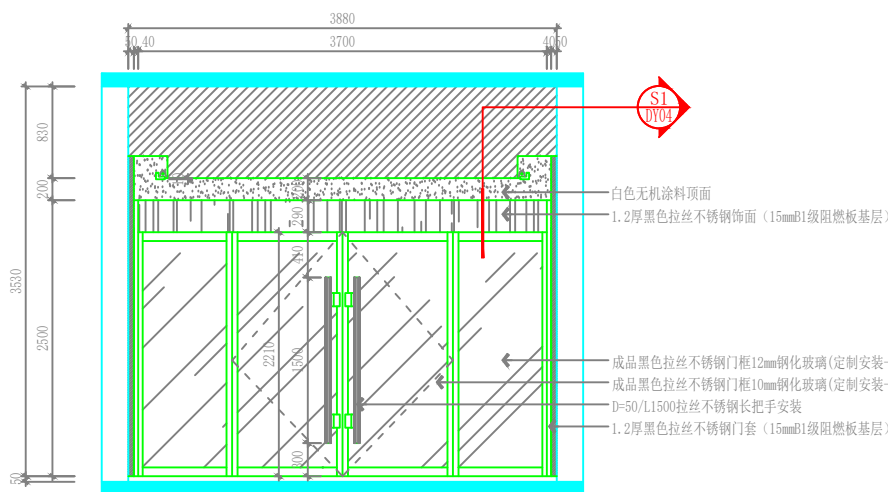 3880
50 40
3700
4050
S1
DY04
830
200
290
410
3530
2500
2210
1500
300
50
白色无机涂料顶面
1.2厚黑色拉丝不锈钢饰面（15mmB1级阻燃板基层）
成品黑色拉丝不锈钢门框12mm钢化玻璃(定制安装-
成品黑色拉丝不锈钢门框10mm钢化玻璃(定制安装-
D=50/L1500拉丝不锈钢长把手安装
1.2厚黑色拉丝不锈钢门套（15mmB1级阻燃板基层）